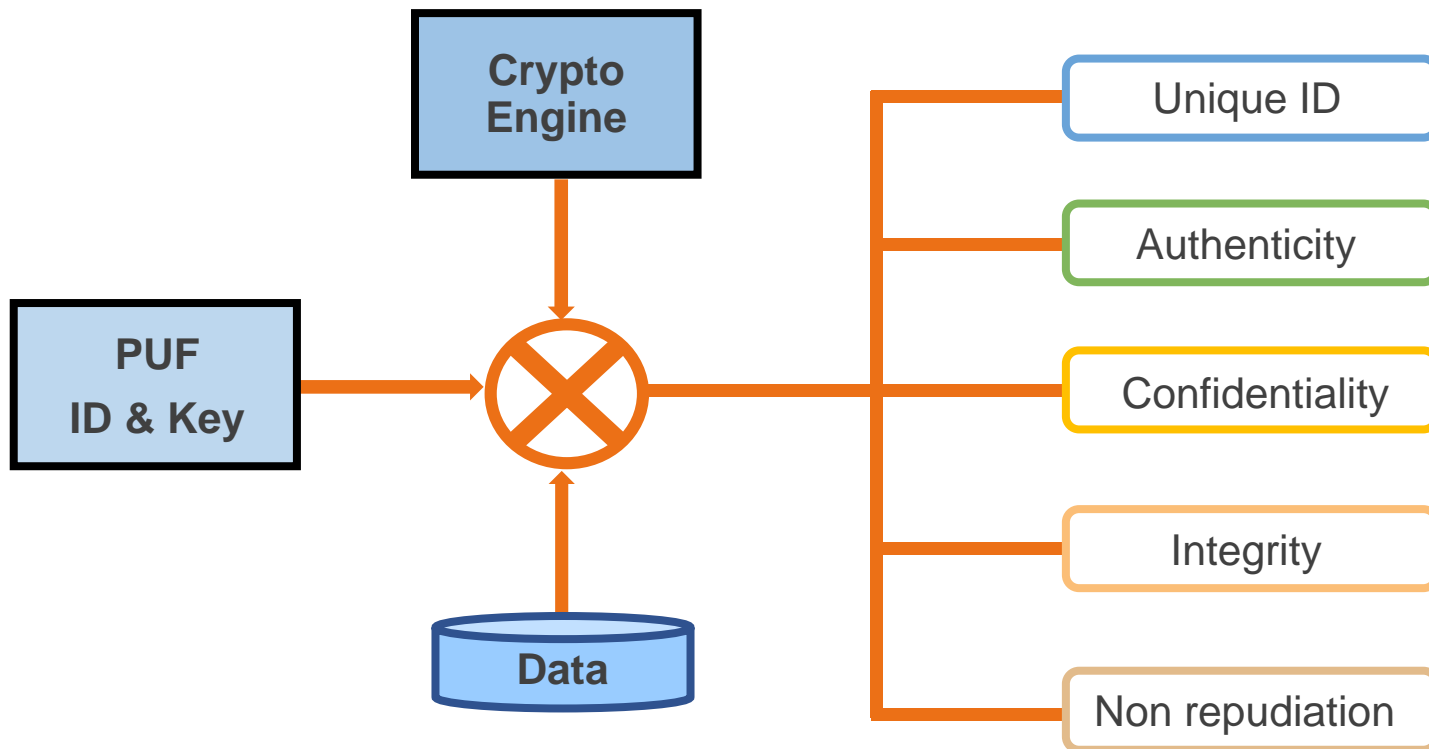 Crypto
Engine
PUF
ID & Key
Data
Unique ID
Authenticity
Confidentiality
Integrity
Non repudiation